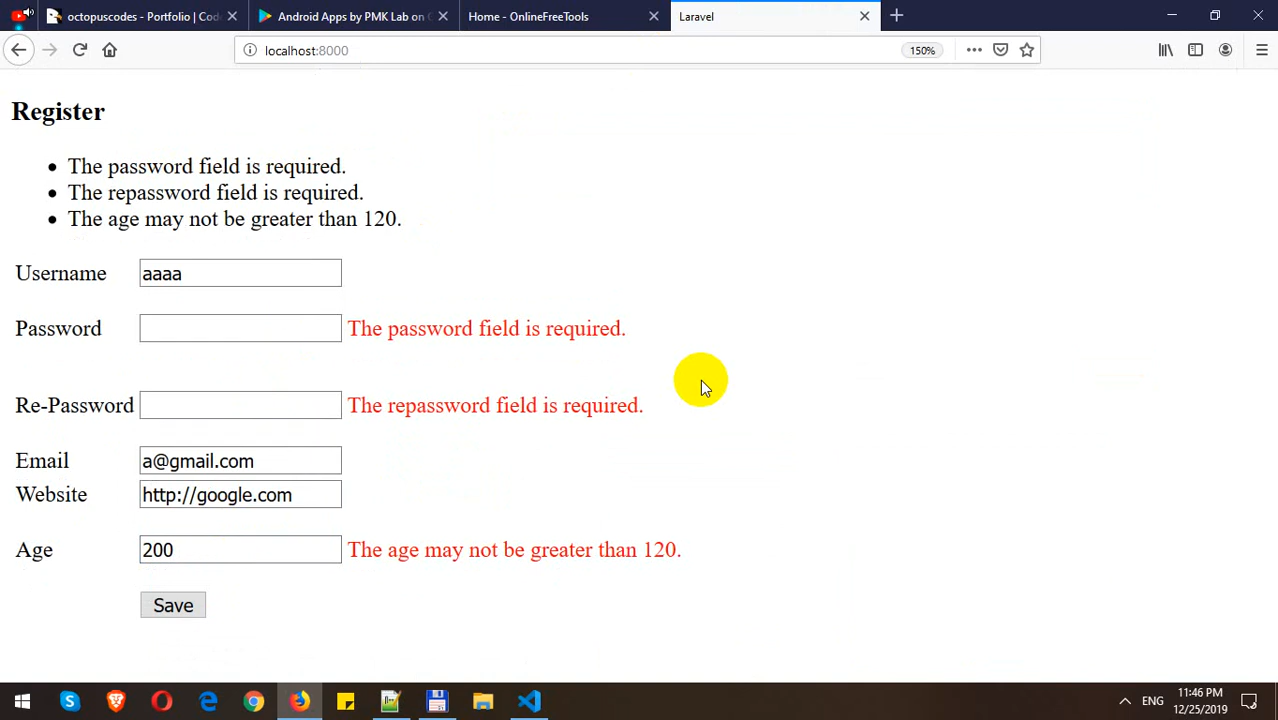 octopuscodes - Portfolio | Cod
Android Apps by PMK Lab on G
Home - OnlineFreeTools
Laravel
localhost:8000
150%
Register
The password field is required.
The repassword field is required.
The age may not be greater than 120.
Username aaaa
Password The password field is required.
Re-Password The repassword field is required.
Email a@gmail.com
Website http://google.com
Age 200 The age may not be greater than 120.
Save
ENG
11:46 PM
12/25/2019